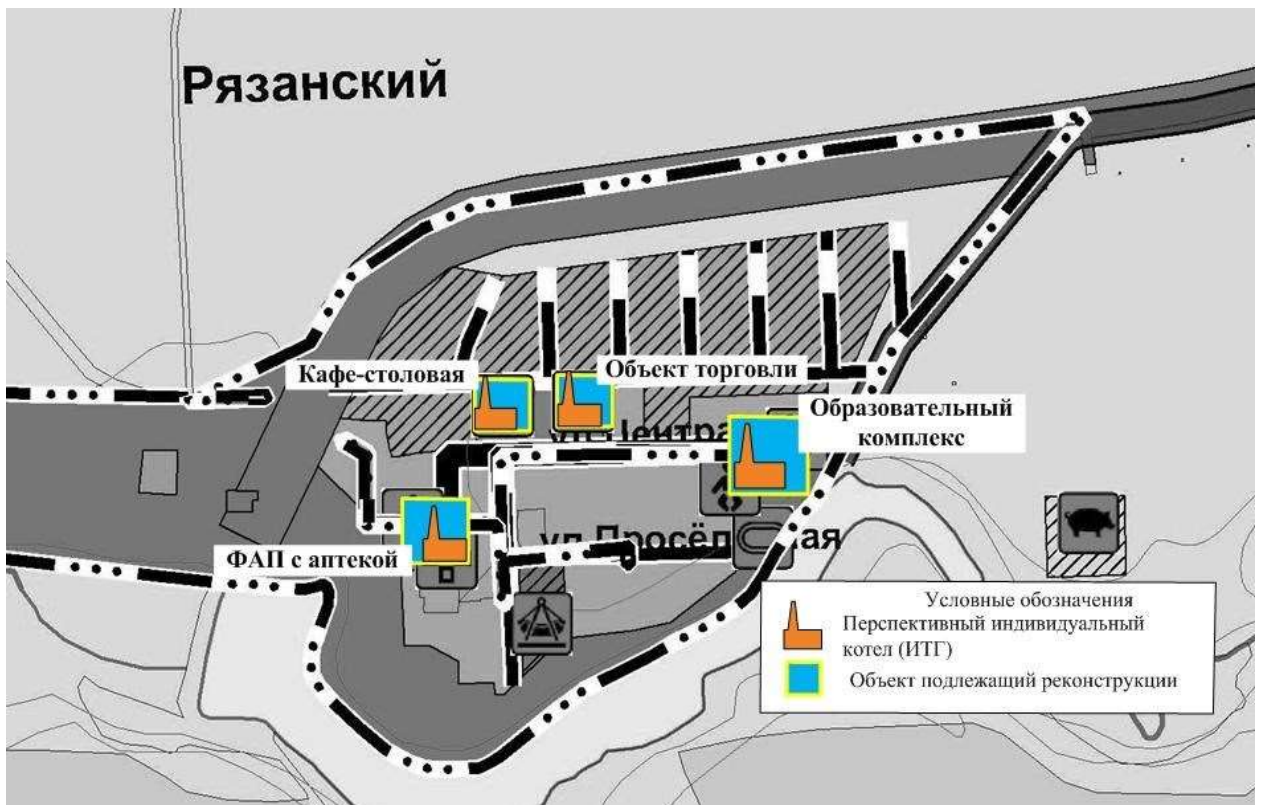 Рязанский
Кафе-столовая
Объект торговли
Образовательный
комплекс
ФАП с аптекой
Условные обозначения
Перспективный индивидуальный
котел (ИТГ)
Объект подлежащий реконструкции